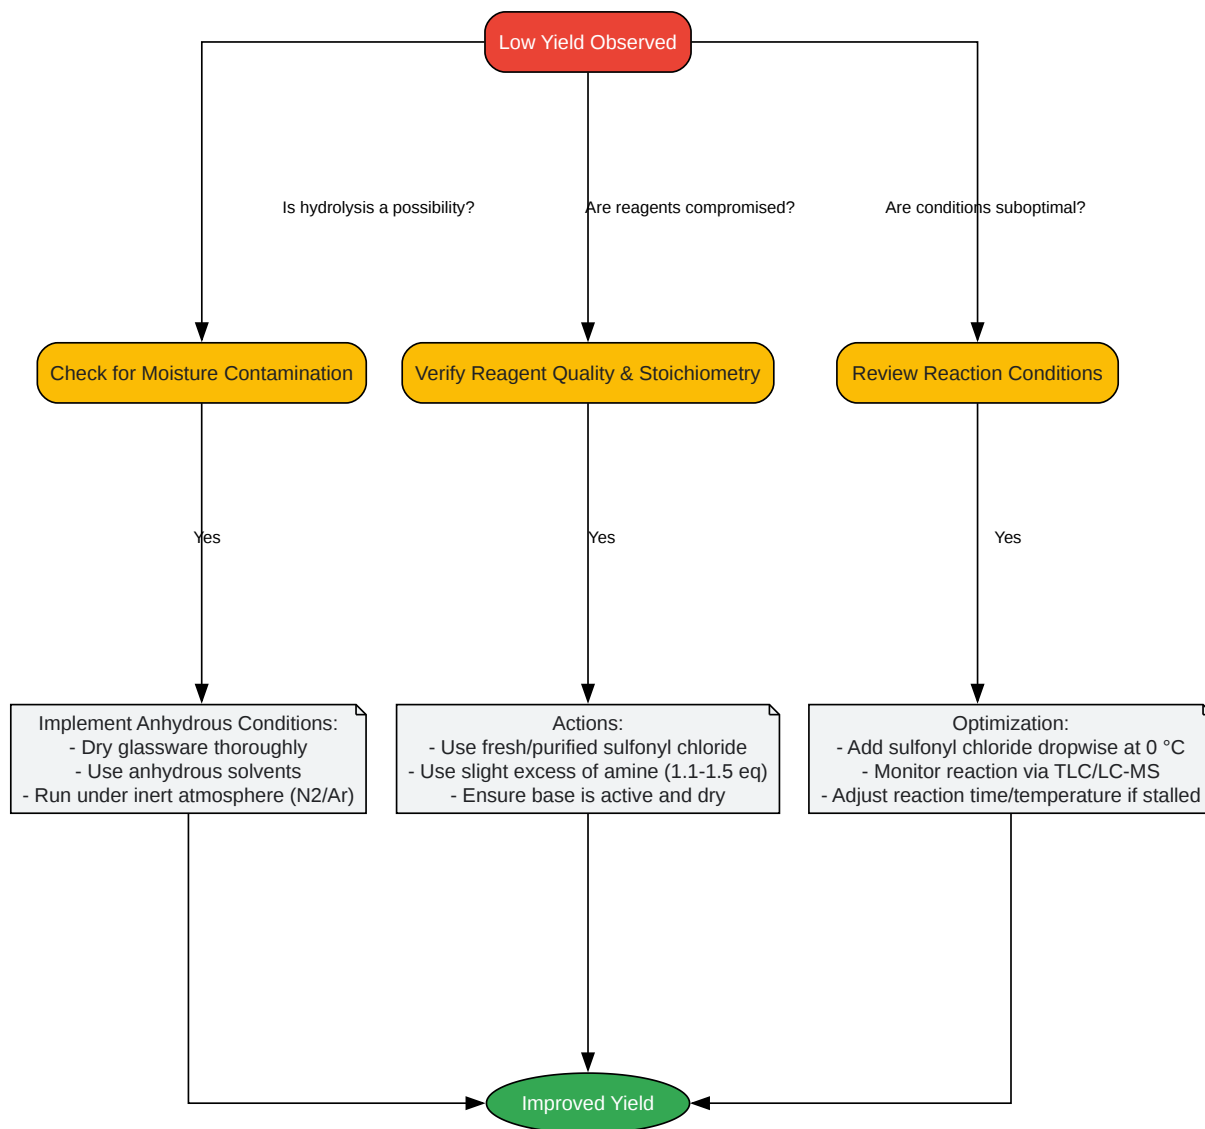 Low Yield Observed
Is hydrolysis a possibility?
Are reagents compromised?
Are conditions suboptimal?
Check for Moisture Contamination
Verify Reagent Quality & Stoichiometry
Review Reaction Conditions
Yes
Yes
Yes
Implement Anhydrous Conditions:
- Dry glassware thoroughly
- Use anhydrous solvents
- Run under inert atmosphere (N2/Ar)
Actions:
- Use fresh/purified sulfonyl chloride
- Use slight excess of amine (1.1-1.5 eq)
- Ensure base is active and dry
Optimization:
- Add sulfonyl chloride dropwise at 0 °C
- Monitor reaction via TLC/LC-MS
- Adjust reaction time/temperature if stalled
Improved Yield